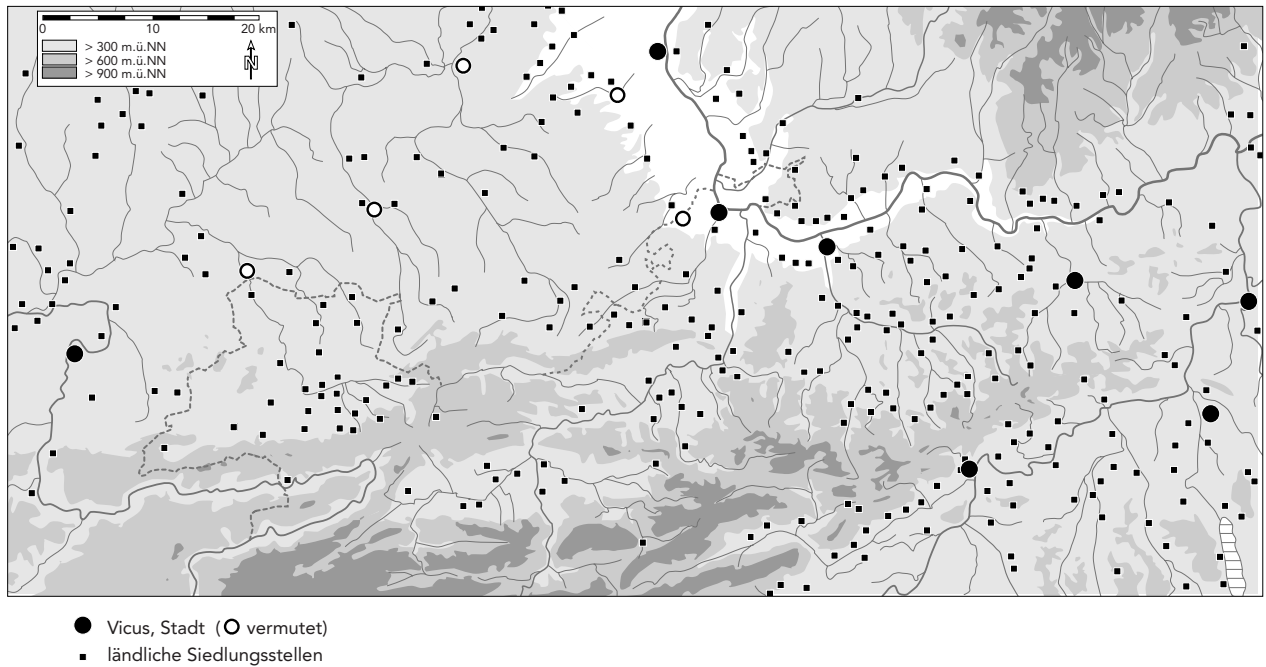 0 10 20 km
> 300 m.ü.NN
> 600 m.ü.NN
> 900 m.ü.NN
N
Vicus, Stadt ( vermutet)
ländliche Siedlungsstellen